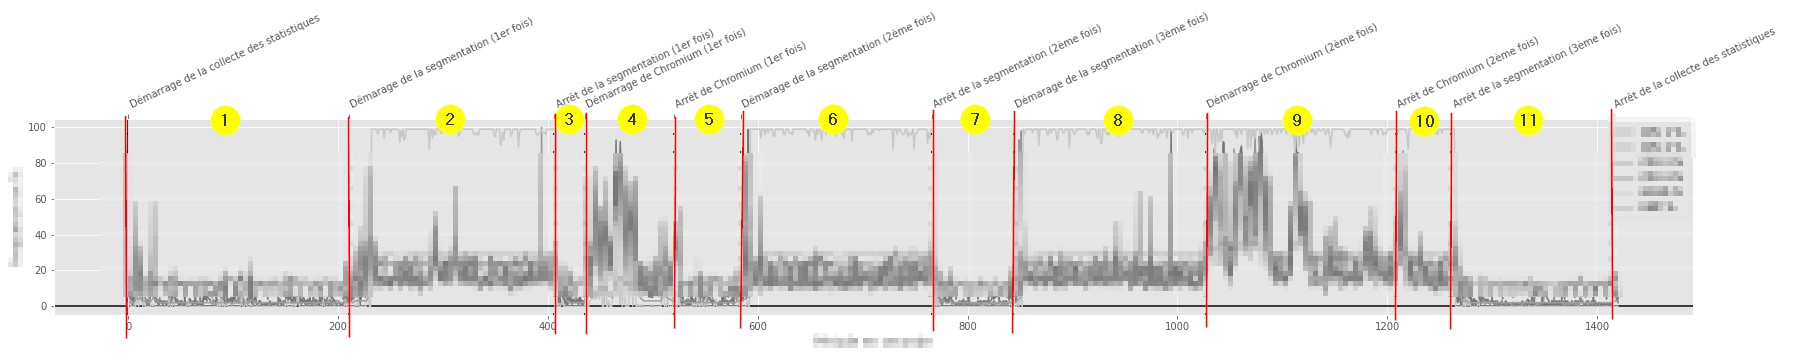 Démarrage de la collecte des statistiques
Démarage de la segmentation (1er fois)
Arrêt de la segmentation (1er fois)
Démarrage de Chromium (1er fois)
Arrêt de Chromium (1er fois)
Démarage de la segmentation (2ème fois)
Arrêt de la segmentation (2ème fois)
Démarage de la segmentation (3ème fois)
Démarrage de Chromium (2ème fois)
Arrêt de Chromium (2ème fois)
Arrêt de la segmentation (3ème fois)
Arrêt de la collecte des statistiques
1 2 3 4 5 6 7 8 9 10 11
100
80
60
40
20
0
0 200 400 600 800 1000 1200 1400